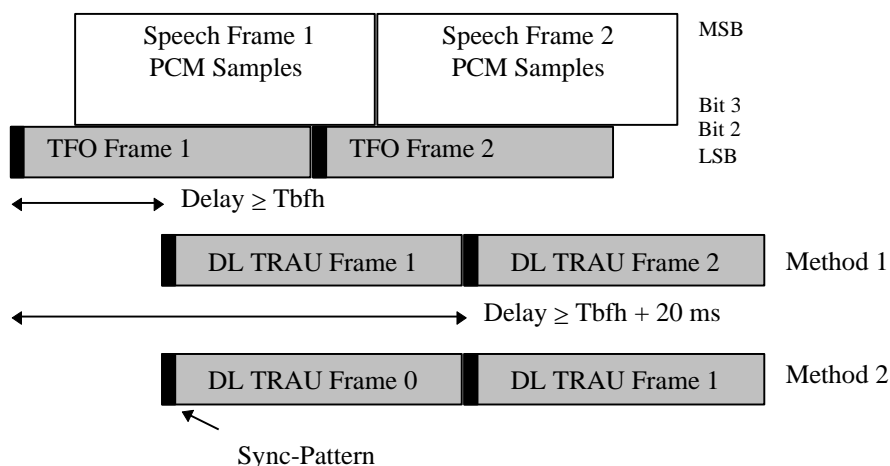 Speech Frame 1
PCM Samples
Speech Frame 2
PCM Samples
MSB
Bit 3
Bit 2
LSB
TFO Frame 1
TFO Frame 2
Delay ≥ Tbfh
DL TRAU Frame 1
DL TRAU Frame 2
Method 1
Delay ≥ Tbfh + 20 ms
DL TRAU Frame 0
DL TRAU Frame 1
Method 2
Sync-Pattern